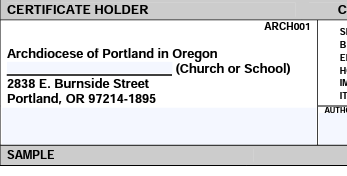 CERTIFICATE HOLDER
ARCH001
Archdiocese of Portland in Oregon
(Church or School)
2838 E. Burnside Street
Portland, OR 97214-1895
SAMPLE